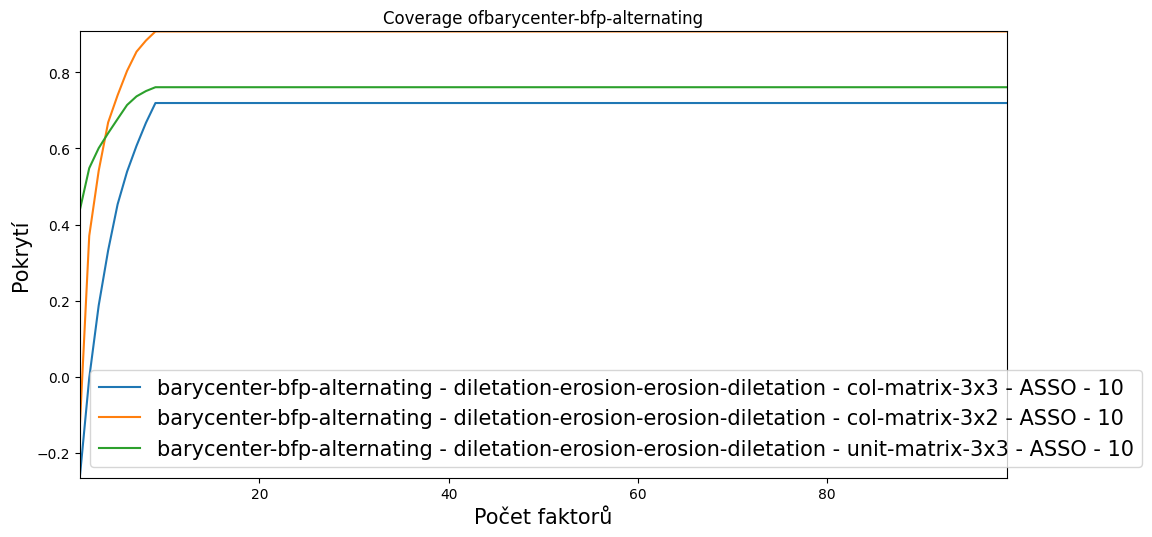 Coverage ofbarycenter-bfp-alternating
0.8
0.6
0.4
0.2
0.0
−0.2
Pokrytí
barycenter-bfp-alternating - diletation-erosion-erosion-diletation - col-matrix-3x3 - ASSO - 10
barycenter-bfp-alternating - diletation-erosion-erosion-diletation - col-matrix-3x2 - ASSO - 10
barycenter-bfp-alternating - diletation-erosion-erosion-diletation - unit-matrix-3x3 - ASSO - 10
20 40 60 80
Počet faktorů